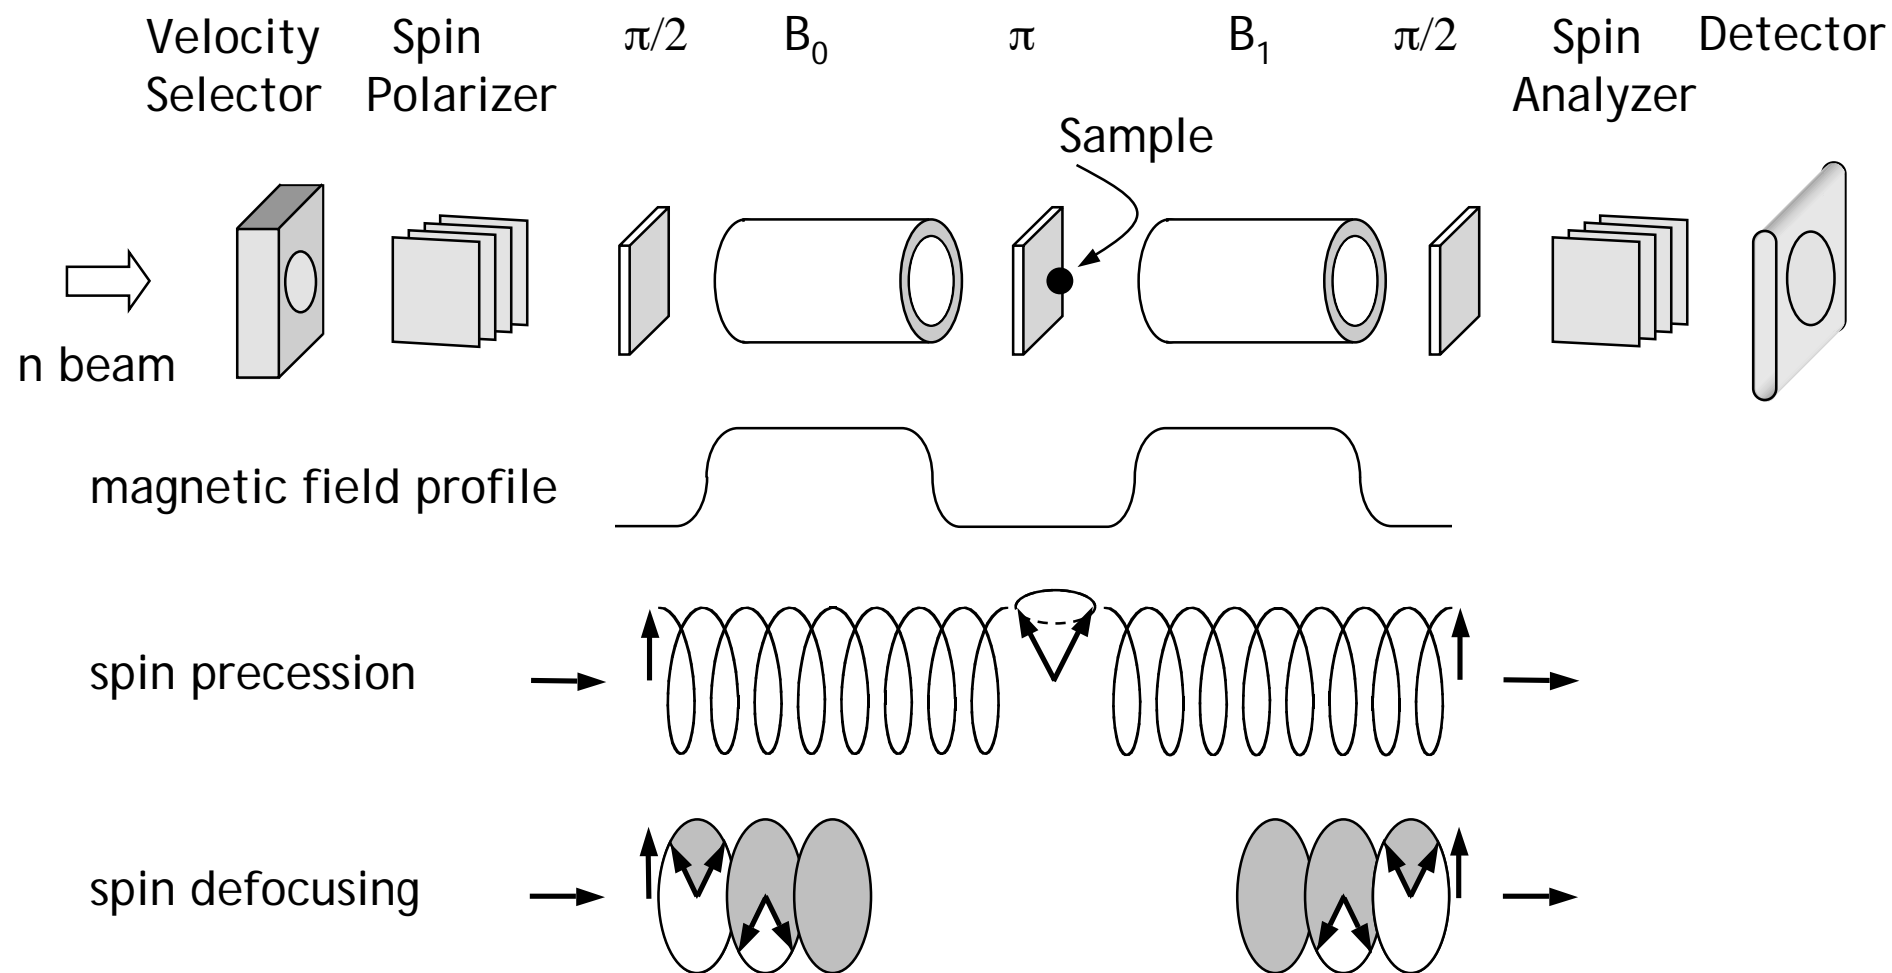 Velocity Selector
Spin Polarizer
π/2
B₀
π
B₁
π/2
Spin Analyzer
Detector
Sample
n beam
magnetic field profile
spin precession
spin defocusing